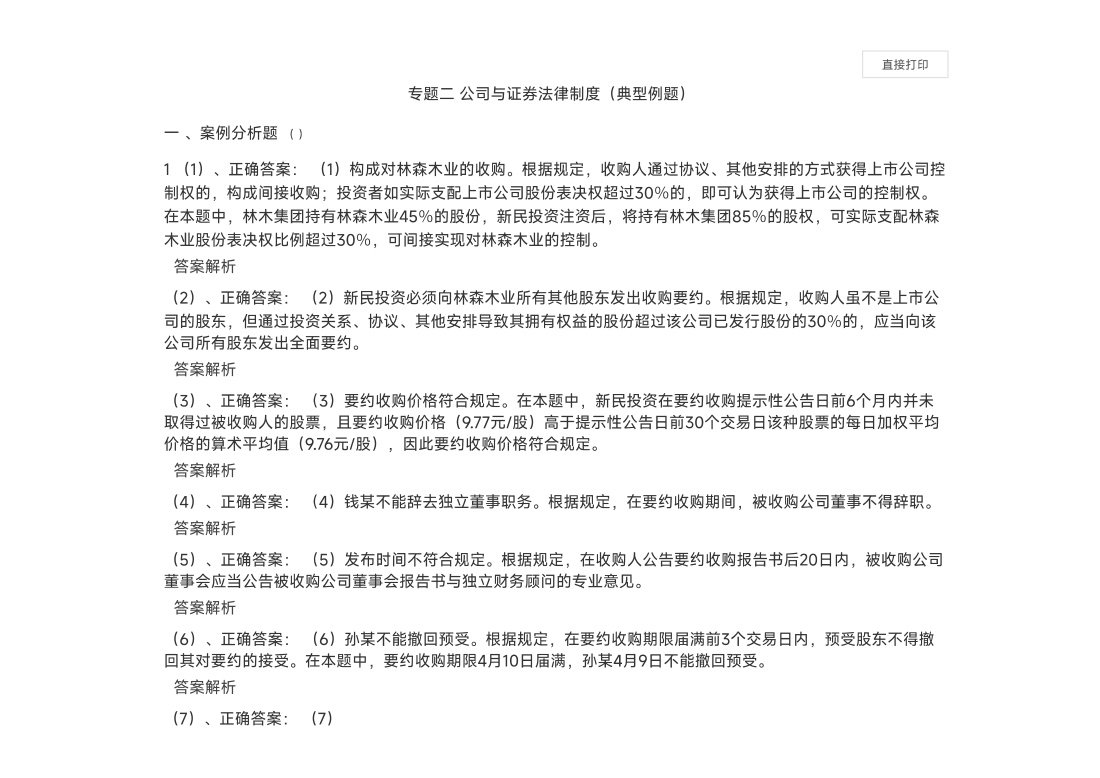 直接打印
专题二 公司与证券法律制度（典型例题）
一 、案例分析题 （ ）
1 （1）、正确答案： （1）构成对林森木业的收购。根据规定，收购人通过协议、其他安排的方式获得上市公司控
制权的，构成间接收购；投资者如实际支配上市公司股份表决权超过30%的，即可认为获得上市公司的控制权。
在本题中，林木集团持有林森木业45%的股份，新民投资注资后，将持有林木集团85%的股权，可实际支配林森
木业股份表决权比例超过30%，可间接实现对林森木业的控制。
答案解析
（2）、正确答案： （2）新民投资必须向林森木业所有其他股东发出收购要约。根据规定，收购人虽不是上市公
司的股东，但通过投资关系、协议、其他安排导致其拥有权益的股份超过该公司已发行股份的30%的，应当向该
公司所有股东发出全面要约。
答案解析
（3）、正确答案： （3）要约收购价格符合规定。在本题中，新民投资在要约收购提示性公告日前6个月内并未
取得过被收购人的股票，且要约收购价格（9.77元/股）高于提示性公告日前30个交易日该种股票的每日加权平均
价格的算术平均值（9.76元/股），因此要约收购价格符合规定。
答案解析
（4）、正确答案： （4）钱某不能辞去独立董事职务。根据规定，在要约收购期间，被收购公司董事不得辞职。
答案解析
（5）、正确答案： （5）发布时间不符合规定。根据规定，在收购人公告要约收购报告书后20日内，被收购公司
董事会应当公告被收购公司董事会报告书与独立财务顾问的专业意见。
答案解析
（6）、正确答案： （6）孙某不能撤回预受。根据规定，在要约收购期限届满前3个交易日内，预受股东不得撤
回其对要约的接受。在本题中，要约收购期限4月10日届满，孙某4月9日不能撤回预受。
答案解析
（7）、正确答案： （7）